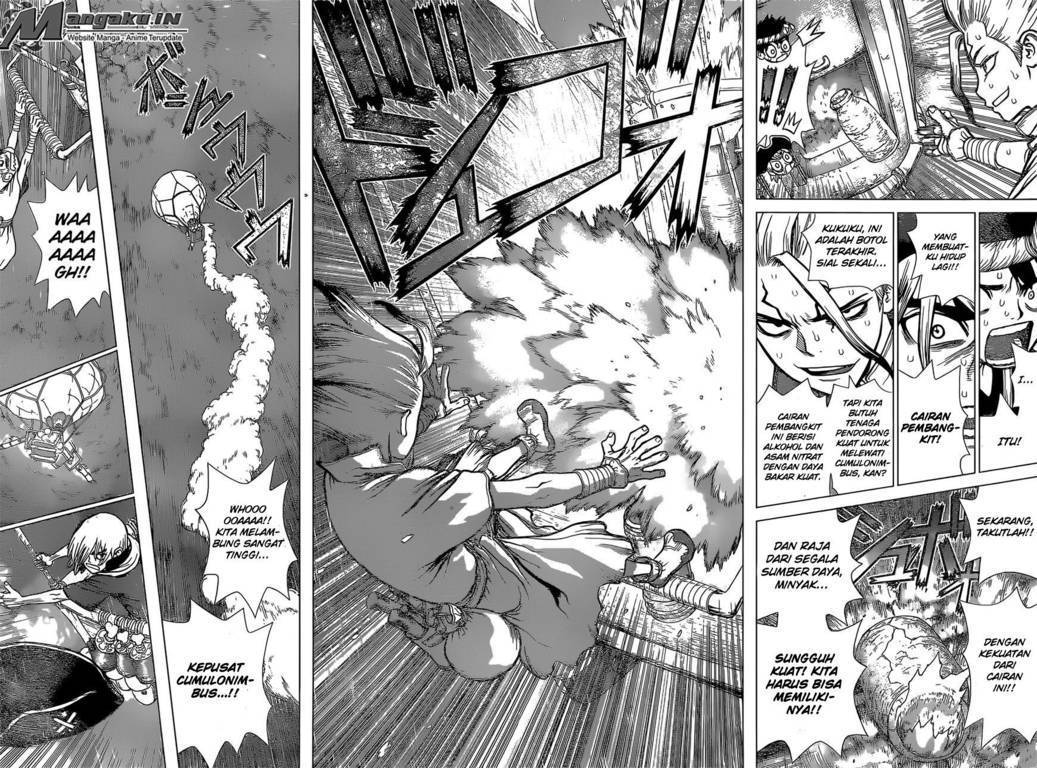 Mangaku.IN
Website Manga - Anime Terupdate
I...
ITU!
YANG
MEMBUAT-
KU HIDUP
LAGI!!
CAIRAN
PEMBANG-
KIT!
KUKUKU, INI
ADALAH BOTOL
TERAKHIR.
SIAL SEKALI...
TAPI KITA
BUTUH
TENAGA
PENDORONG
KUAT UNTUK
MELEWATI
CUMULONIM-
BUS, KAN?
CAIRAN
PEMBANGKIT
INI BERISI
ALKOHOL DAN
ASAM NITRAT
DENGAN DAYA
BAKAR KUAT.
SEKARANG,
TAKUTLAH!!
DENGAN
KEKUATAN
DARI
CAIRAN
INI!!
DAN RAJA
DARI SEGALA
SUMBER DAYA,
MINYAK...
SUNGGUH
KUAT! KITA
HARUS BISA
MEMILIKI-
NYA!!
WHOOO
OOAAAA!!
KITA MELAM-
BUNG SANGAT
TINGGI...
KEPUSAT
CUMULONIM-
BUS...!!
WAA
AAAAA
AAAAA
GH!!